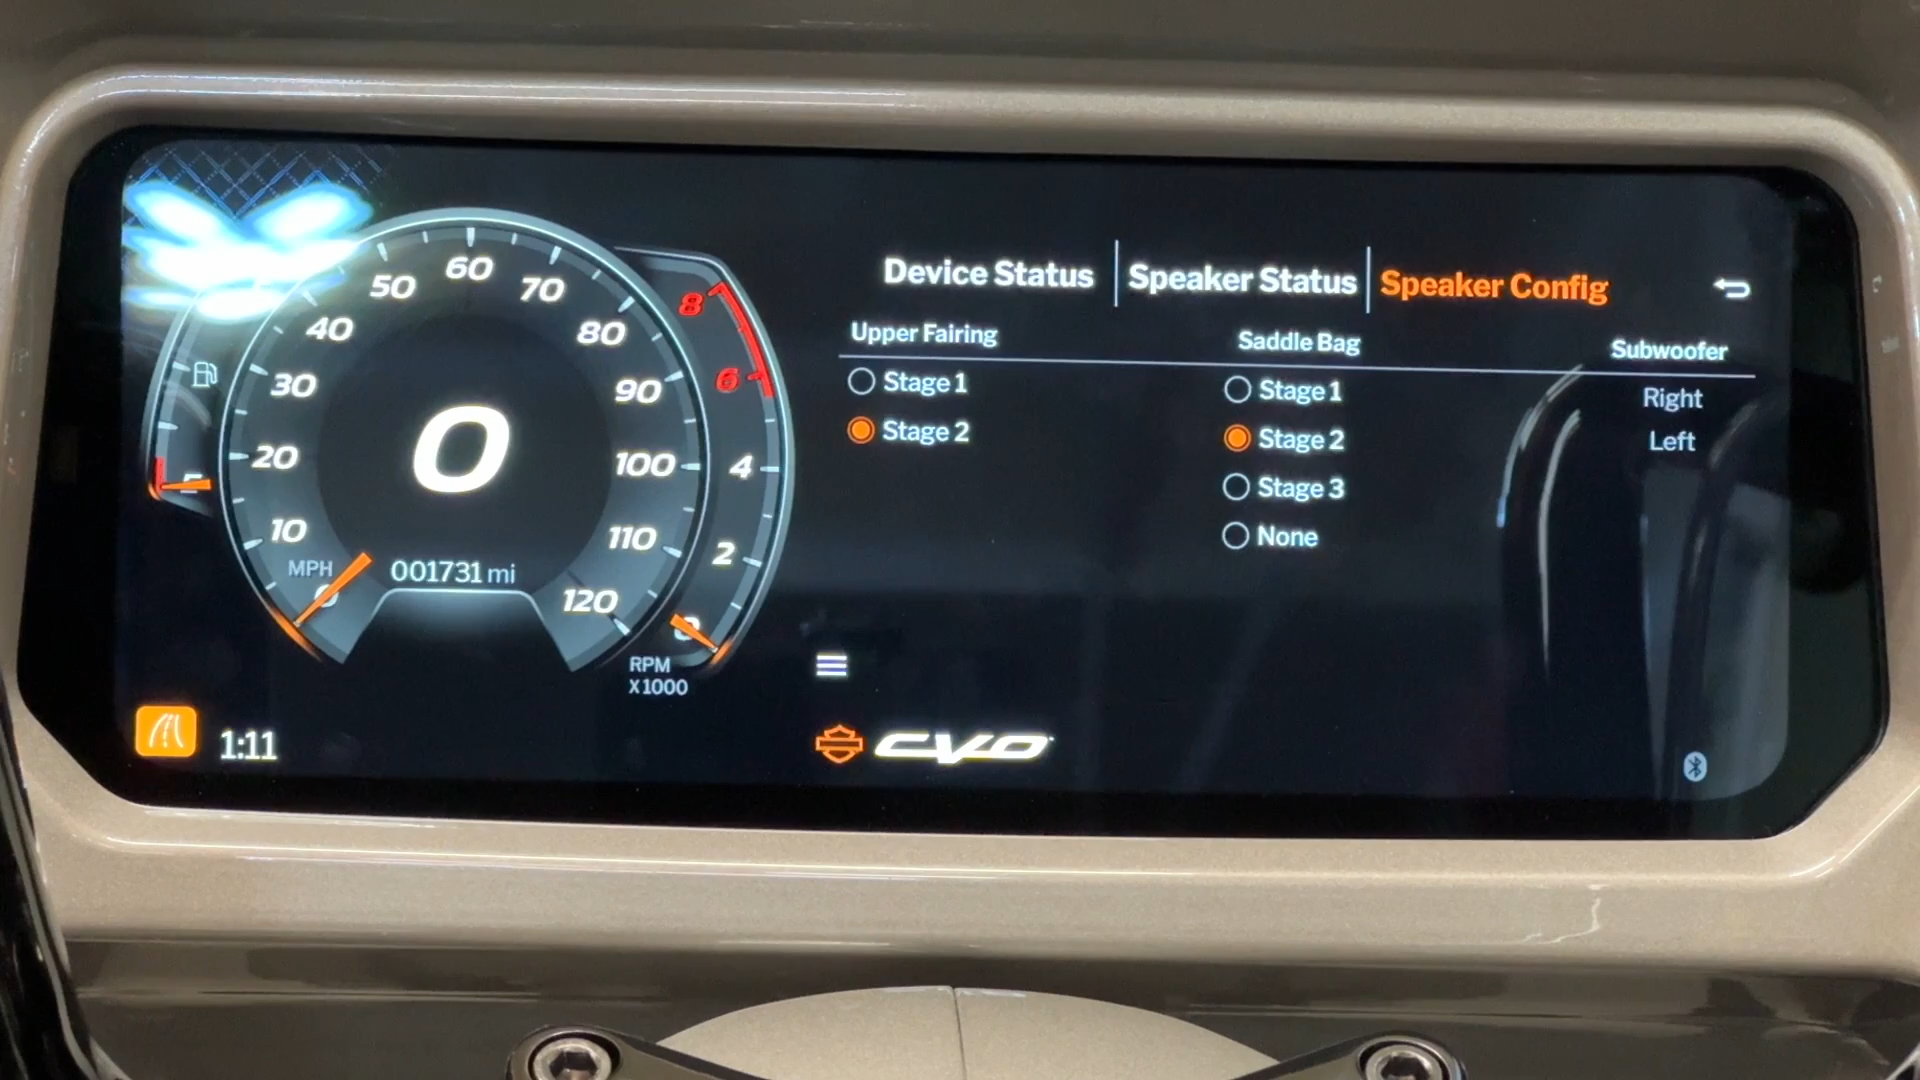 Device Status
Speaker Status
Speaker Config
Upper Fairing
Saddle Bag
Subwoofer
Stage 1
Stage 2
Stage 1
Stage 2
Stage 3
None
Right
Left
0
10
20
30
40
50
60
70
80
90
100
110
120
0
MPH
001731 mi
8
6
4
2
RPM
X1000
1:11
CVO